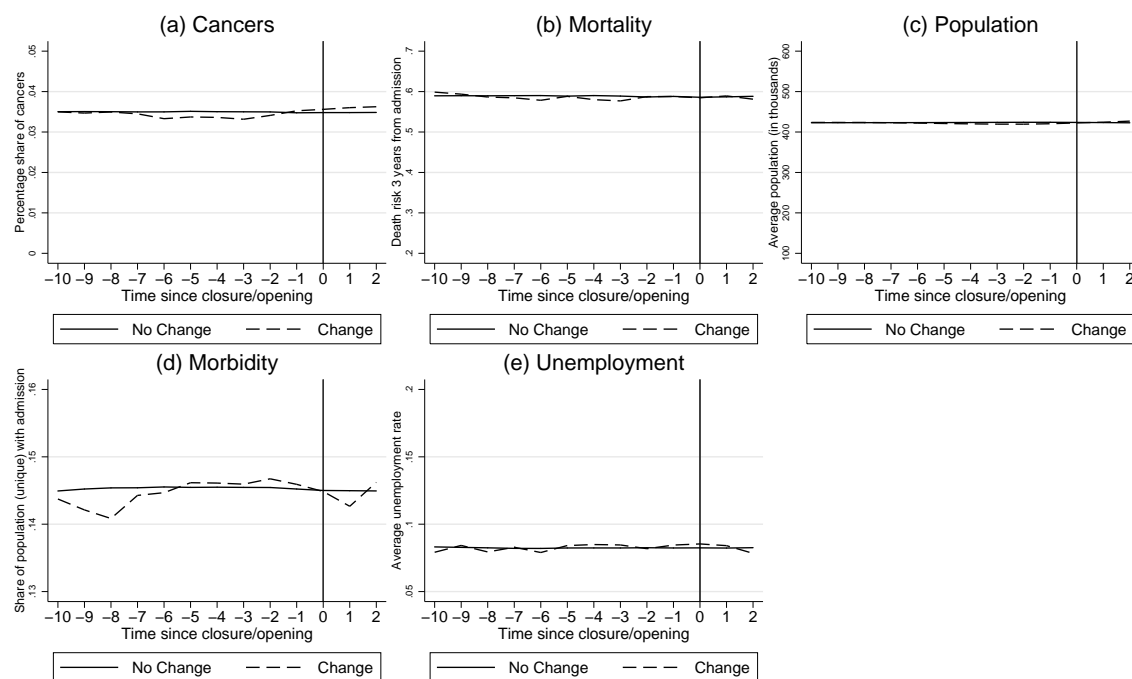 (a) Cancers
Percentage share of cancers
.05
.04
.03
.02
.01
0
−10 −9 −8 −7 −6 −5 −4 −3 −2 −1 0 1 2
Time since closure/opening
No Change Change
(b) Mortality
Death risk 3 years from admission
.7
.6
.5
.4
.3
.2
−10 −9 −8 −7 −6 −5 −4 −3 −2 −1 0 1 2
Time since closure/opening
No Change Change
(c) Population
Average population (in thousands)
600
500
400
300
200
100
−10 −9 −8 −7 −6 −5 −4 −3 −2 −1 0 1 2
Time since closure/opening
No Change Change
(d) Morbidity
Share of population (unique) with admission
.16
.15
.14
.13
−10 −9 −8 −7 −6 −5 −4 −3 −2 −1 0 1 2
Time since closure/opening
No Change Change
(e) Unemployment
Average unemployment rate
.2
.15
.1
.05
−10 −9 −8 −7 −6 −5 −4 −3 −2 −1 0 1 2
Time since closure/opening
No Change Change